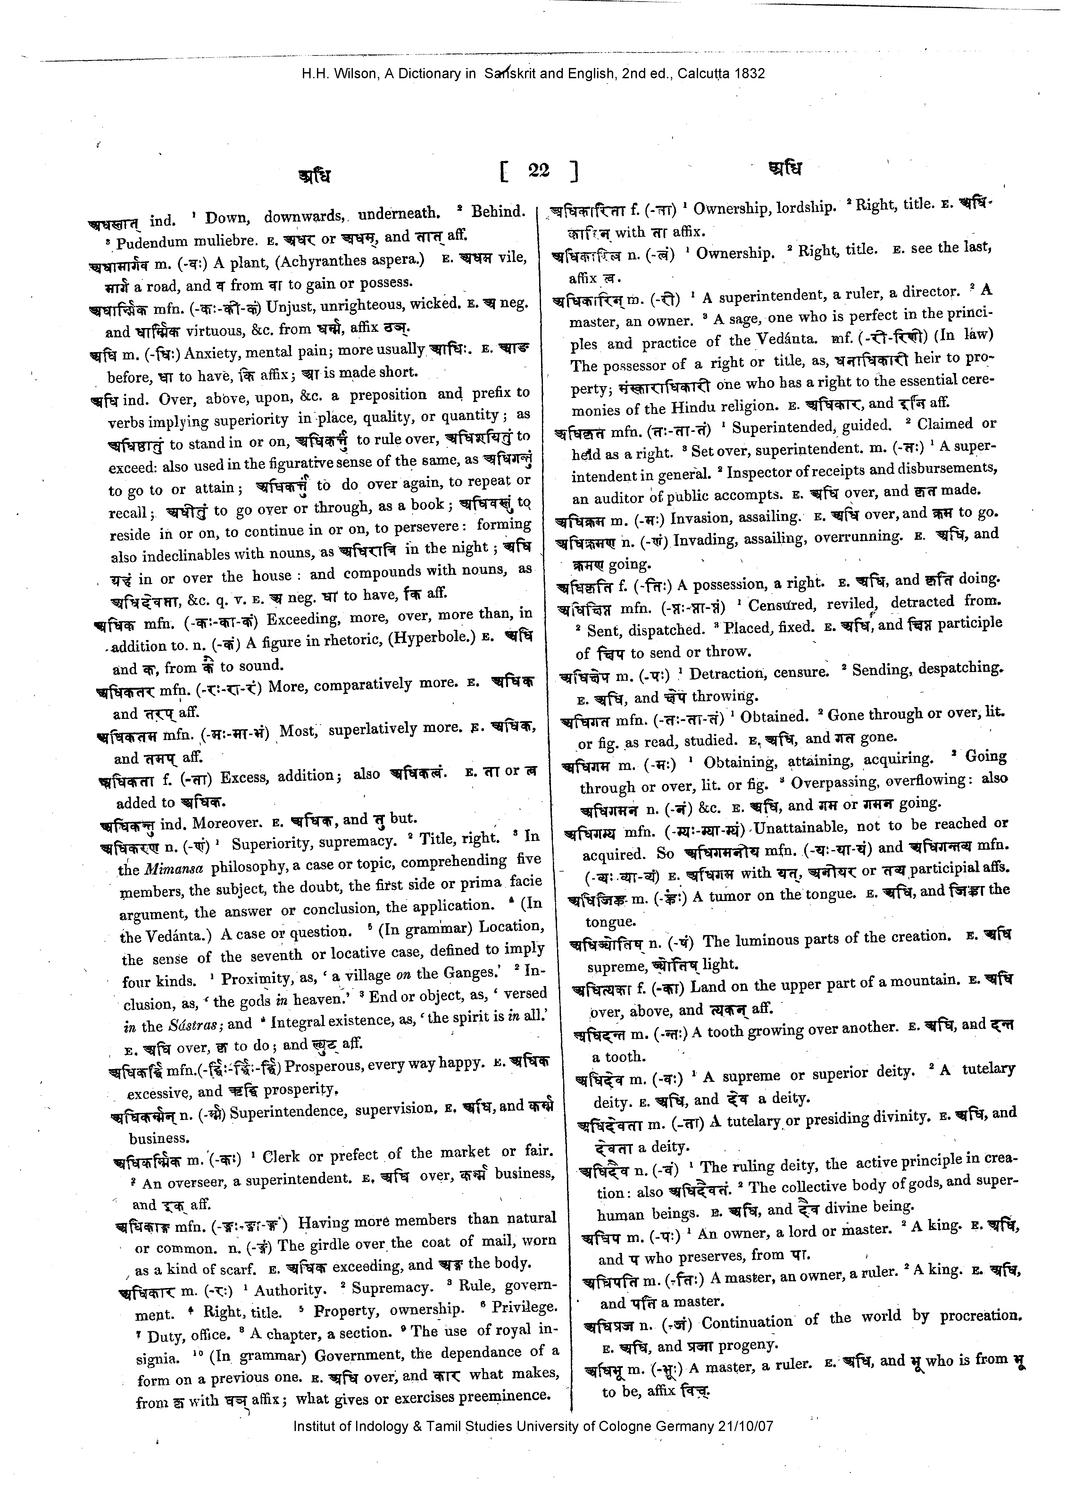 H.H. Wilson, A Dictionary in Sanskrit and English, 2nd ed., Calcutta 1832
अधि [ 22 ] अधि
अधस्तात् ind. ¹ Down, downwards, underneath. ² Behind.
³ Pudendum muliebre. E. अधर or अधम्, and तात् aff.
अधामार्गव m. (-वः) A plant, (Achyranthes aspera.) E. अधम vile,
मार्ग a road, and व from वा to gain or possess.
अधार्म्मिक mfn. (-कः-की-कं) Unjust, unrighteous, wicked. E. अ neg.
and धार्म्मिक virtuous, &c. from धर्म्म, affix ठञ्.
अधि m. (-धिः) Anxiety, mental pain; more usually आधिः. E. आङ
before, धा to have, कि affix; आ is made short.
अधि ind. Over, above, upon, &c. a preposition and prefix to
verbs implying superiority in place, quality, or quantity; as
अधिष्ठातुं to stand in or on, अधिकर्त्तुं to rule over, अधिशयितुं to
exceed: also used in the figurative sense of the same, as अधिगन्तुं
to go to or attain; अधिकर्त्तुं to do over again, to repeat or
recall; अधीतुं to go over or through, as a book; अधिवस्तुं to
reside in or on, to continue in or on, to persevere: forming
also indeclinables with nouns, as अधिरात्रि in the night; अधि
गृहं in or over the house: and compounds with nouns, as
अधिदेवता, &c. q. v. E. अ neg. धा to have, कि aff.
अधिक mfn. (-कः-का-कं) Exceeding, more, over, more than, in
addition to. n. (-कं) A figure in rhetoric, (Hyperbole.) E. अधि
and क, from कै to sound.
अधिकतर mfn. (-रः-रा-रं) More, comparatively more. E. अधिक
and तरप् aff.
अधिकतम mfn. (-मः-मा-मं) Most, superlatively more. E. अधिक,
and तमप् aff.
अधिकता f. (-ता) Excess, addition; also अधिकत्वं. E. ता or त्व
added to अधिक.
अधिकन्तु ind. Moreover. E. अधिक, and तु but.
अधिकरण n. (-णं) ¹ Superiority, supremacy. ² Title, right. ³ In
the Mimansa philosophy, a case or topic, comprehending five
members, the subject, the doubt, the first side or prima facie
argument, the answer or conclusion, the application. ⁴ (In
the Vedánta.) A case or question. ⁵ (In grammar) Location,
the sense of the seventh or locative case, defined to imply
four kinds. ¹ Proximity, as, ‘ a village on the Ganges.’ ² In-
clusion, as, ‘ the gods in heaven.’ ³ End or object, as, ‘ versed
in the Sástras; and ⁴ Integral existence, as, ‘ the spirit is in all.’
E. अधि over, कृ to do; and ल्युट् aff.
अधिकर्द्धि mfn.(-र्द्धिः-र्द्धिः-र्द्धि) Prosperous, every way happy. E. अधिक
excessive, and ऋद्धि prosperity.
अधिकर्म्मन् n. (-र्म्म) Superintendence, supervision. E. अधि, and कर्म्म
business.
अधिकर्म्मिक m. (-कः) ¹ Clerk or prefect of the market or fair.
² An overseer, a superintendent. E. अधि over, कर्म्म business,
and इक् aff.
अधिकाङ्ग mfn. (-ङ्गः-ङ्गा-ङ्गं) Having more members than natural
or common. n. (-ङ्गं) The girdle over the coat of mail, worn
as a kind of scarf. E. अधिक exceeding, and अङ्ग the body.
अधिकार m. (-रः) ¹ Authority. ² Supremacy. ³ Rule, govern-
ment. ⁴ Right, title. ⁵ Property, ownership. ⁶ Privilege.
⁷ Duty, office. ⁸ A chapter, a section. ⁹ The use of royal in-
signia. ¹⁰ (In grammar) Government, the dependance of a
form on a previous one. E. अधि over, and कार what makes,
from कृ with घञ् affix; what gives or exercises preeminence.
अधिकारिता f. (-ता) ¹ Ownership, lordship. ² Right, title. E. अधि-
कारिन् with ता affix.
अधिकारित्व n. (-त्वं) ¹ Ownership. ² Right, title. E. see the last,
affix त्व.
अधिकारिन् m. (-री) ¹ A superintendent, a ruler, a director. ² A
master, an owner. ³ A sage, one who is perfect in the princi-
ples and practice of the Vedánta. mf. (-री-रिणी) (In law)
The possessor of a right or title, as, धनाधिकारी heir to pro-
perty; संस्काराधिकारी one who has a right to the essential cere-
monies of the Hindu religion. E. अधिकार, and इनि aff.
अधिकृत mfn. (तः-ता-तं) ¹ Superintended, guided. ² Claimed or
held as a right. ³ Set over, superintendent. m. (-तः) ¹ A super-
intendent in general. ² Inspector of receipts and disbursements,
an auditor of public accompts. E. अधि over, and कृत made.
अधिक्रम m. (-मः) Invasion, assailing. E. अधि over, and क्रम to go.
अधिक्रमण n. (-णं) Invading, assailing, overrunning. E. अधि, and
क्रमण going.
अधिकृति f. (-तिः) A possession, a right. E. अधि, and कृति doing.
अधिक्षिप्त mfn. (-प्तः-प्ता-प्तं) ¹ Censured, reviled, detracted from.
² Sent, dispatched. ³ Placed, fixed. E. अधि, and क्षिप्त participle
of क्षिप to send or throw.
अधिक्षेप m. (-पः) ¹ Detraction, censure. ² Sending, despatching.
E. अधि, and क्षेप throwing.
अधिगत mfn. (-तः-ता-तं) ¹ Obtained. ² Gone through or over, lit.
or fig. as read, studied. E. अधि, and गत gone.
अधिगम m. (-मः) ¹ Obtaining, attaining, acquiring. ² Going
through or over, lit. or fig. ³ Overpassing, overflowing: also
अधिगमन n. (-नं) &c. E. अधि, and गम or गमन going.
अधिगम्य mfn. (-म्यः-म्या-म्यं) Unattainable, not to be reached or
acquired. So अधिगमनीय mfn. (-यः-या-यं) and अधिगन्तव्य mfn.
(-व्यः-व्या-व्यं) E. अधिगम with यत्, अनीयर or तव्य participial affs.
अधिजिह्व m. (-ह्वः) A tumor on the tongue. E. अधि, and जिह्वा the
tongue.
अधिज्योतिष् n. (-षं) The luminous parts of the creation. E. अधि
supreme, ज्योतिष् light.
अधित्यका f. (-का) Land on the upper part of a mountain. E. अधि
over, above, and त्यकन् aff.
अधिदन्त m. (-न्तः) A tooth growing over another. E. अधि, and दन्त
a tooth.
अधिदेव m. (-वः) ¹ A supreme or superior deity. ² A tutelary
deity. E. अधि, and देव a deity.
अधिदेवता m. (-ता) A tutelary or presiding divinity. E. अधि, and
देवता a deity.
अधिदैव n. (-वं) ¹ The ruling deity, the active principle in crea-
tion: also अधिदैवतं. ² The collective body of gods, and super-
human beings. E. अधि, and दैव divine being.
अधिप m. (-पः) ¹ An owner, a lord or master. ² A king. E. अधि,
and प who preserves, from पा.
अधिपति m. (-तिः) A master, an owner, a ruler. ² A king. E. अधि,
and पति a master.
अधिप्रज n. (-जं) Continuation of the world by procreation.
E. अधि, and प्रजा progeny.
अधिभू m. (-भूः) A master, a ruler. E. अधि, and भू who is from भू
to be, affix क्विप्.
Institut of Indology & Tamil Studies University of Cologne Germany 21/10/07